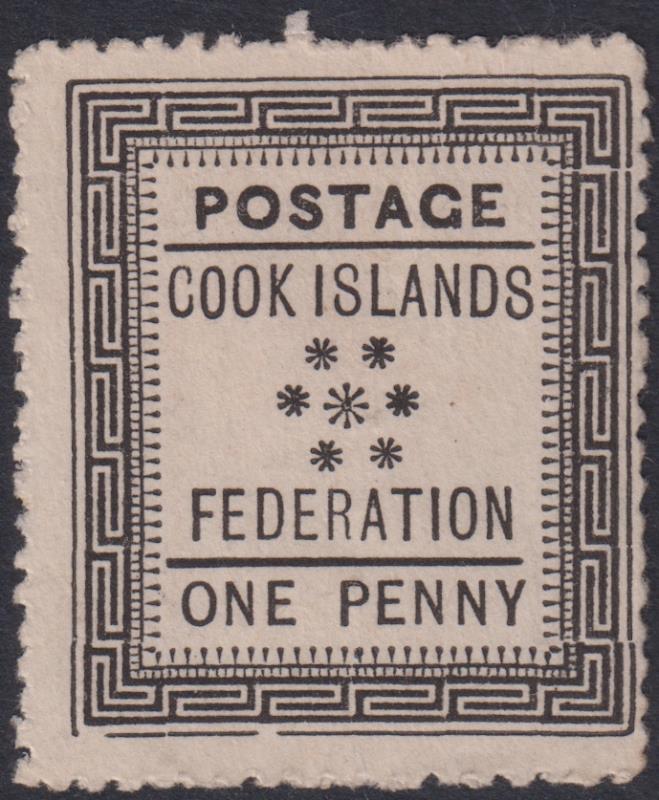 POSTAGE
COOK ISLANDS
FEDERATION
ONE PENNY